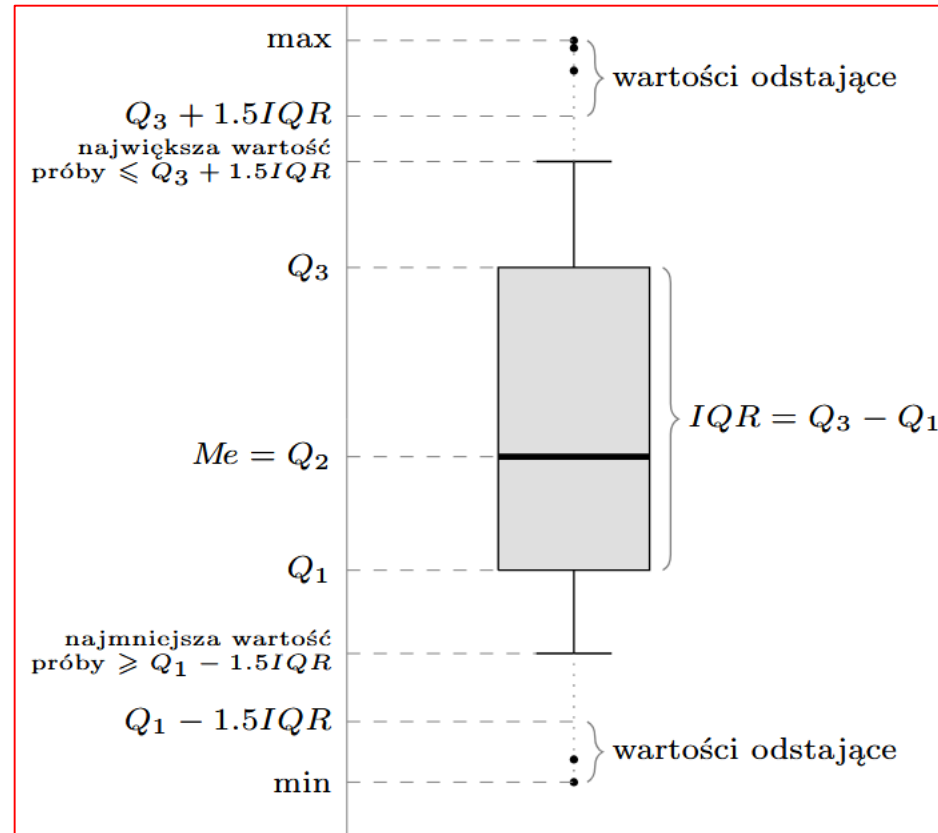 max
wartości odstające
Q₃ + 1.5IQR
największa wartość
próby ⩽ Q₃ + 1.5IQR
Q₃
IQR = Q₃ − Q₁
Me = Q₂
Q₁
najmniejsza wartość
próby ⩾ Q₁ − 1.5IQR
Q₁ − 1.5IQR
wartości odstające
min